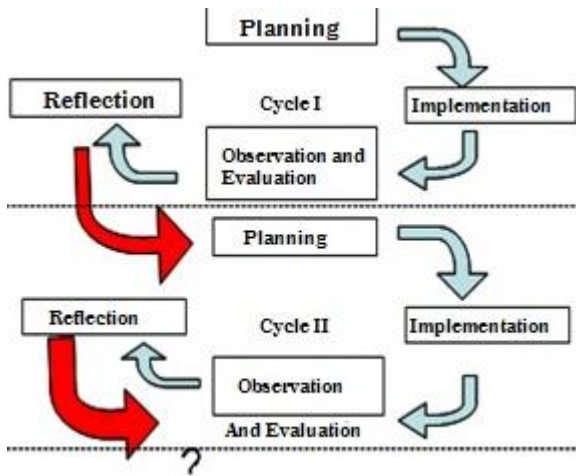 Planning
Reflection
Cycle I
Implementation
Observation and
Evaluation
Planning
Reflection
Cycle II
Implementation
Observation
And Evaluation
?